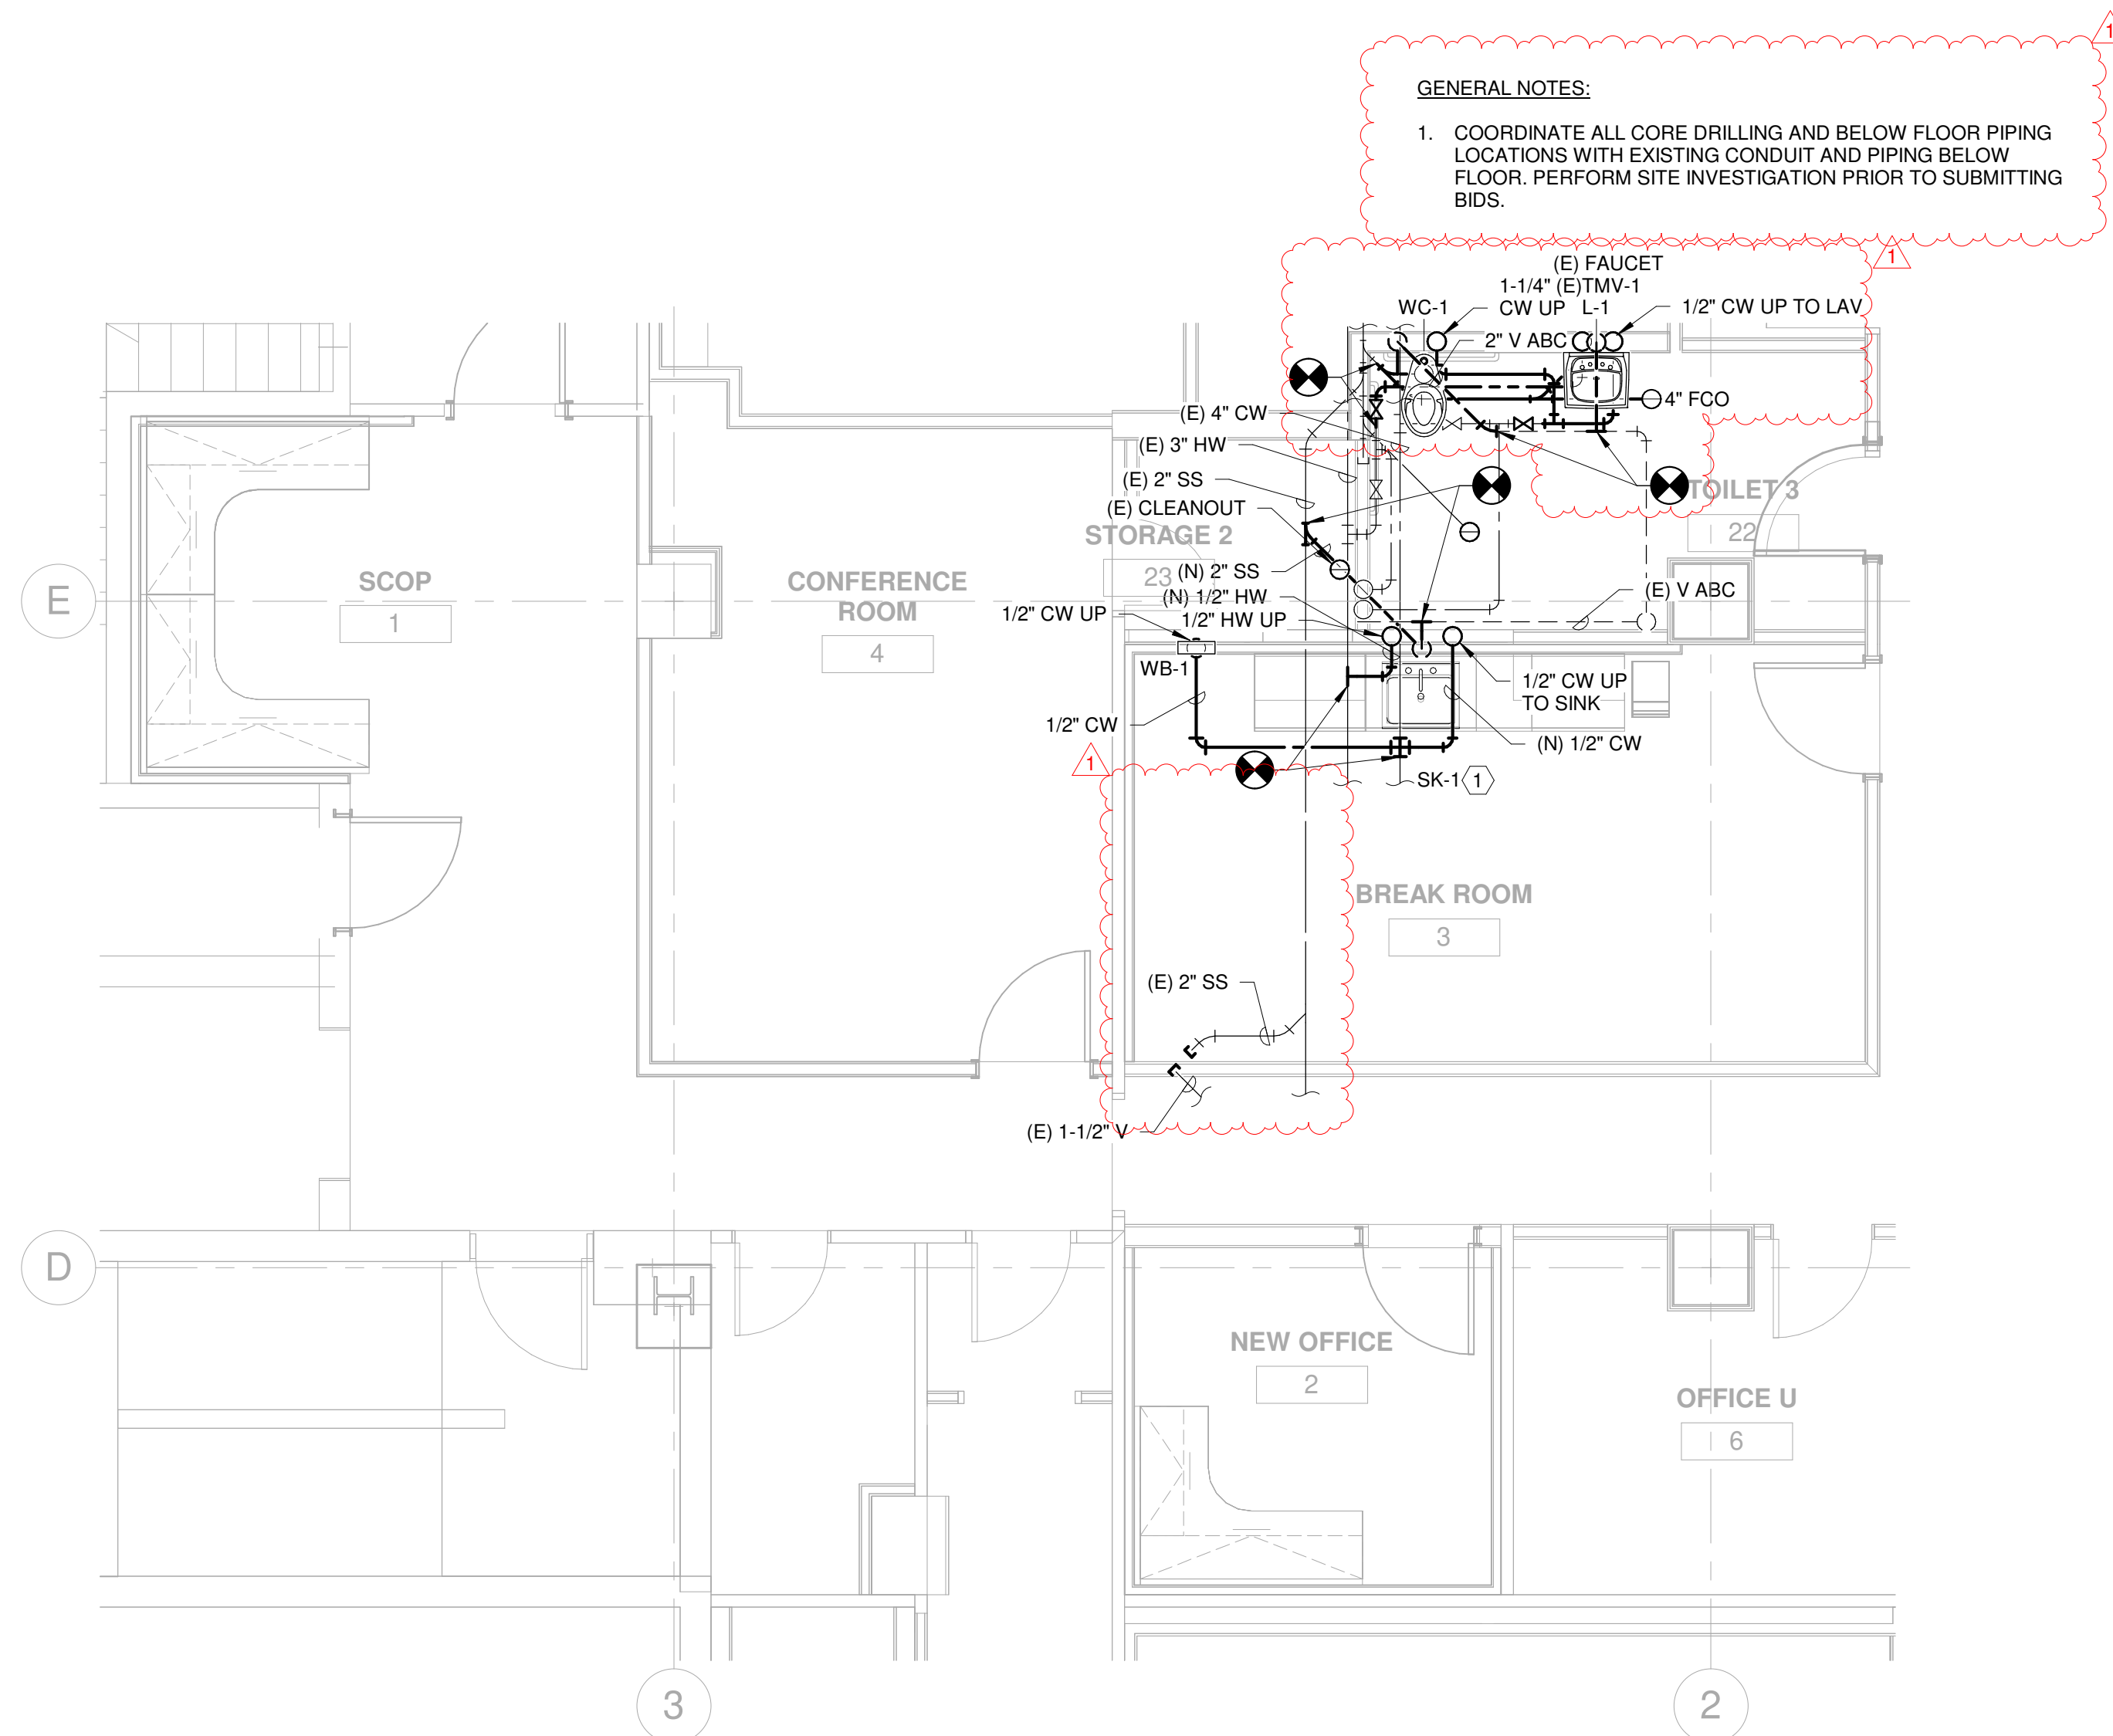 1
GENERAL NOTES:
1. COORDINATE ALL CORE DRILLING AND BELOW FLOOR PIPING
LOCATIONS WITH EXISTING CONDUIT AND PIPING BELOW
FLOOR. PERFORM SITE INVESTIGATION PRIOR TO SUBMITTING
BIDS.
1
(E) FAUCET
1-1/4" (E)TMV-1
WC-1 CW UP L-1 1/2" CW UP TO LAV
2" V ABC
4" FCO
(E) 4" CW
(E) 3" HW
(E) 2" SS
(E) CLEANOUT
TOILET 3
22
STORAGE 2
23
(N) 2" SS
(N) 1/2" HW
1/2" CW UP
1/2" HW UP
(E) V ABC
E
SCOP
1
CONFERENCE
ROOM
4
WB-1
1/2" CW UP
TO SINK
1/2" CW
(N) 1/2" CW
1
SK-1 1
BREAK ROOM
3
(E) 2" SS
(E) 1-1/2" V
D
NEW OFFICE
2
OFFICE U
6
3
2